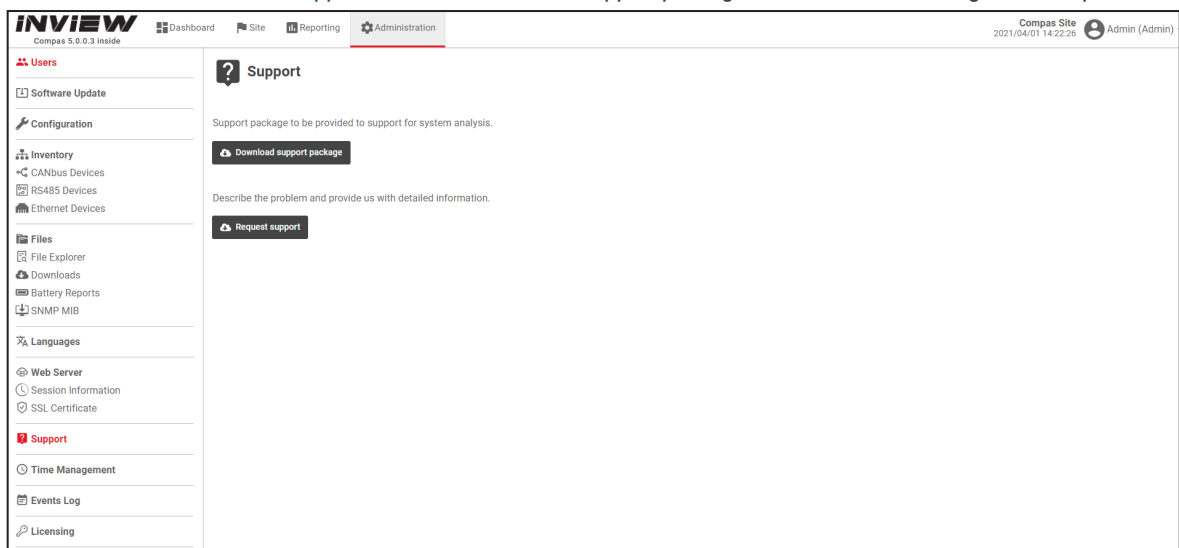 INVIEW
Compas 5.0.0.3 inside
Dashboard
Site
Reporting
Administration
Compas Site
2021/04/01 14:22:26
Admin (Admin)
Users
Software Update
Configuration
Inventory
CANbus Devices
RS485 Devices
Ethernet Devices
Files
File Explorer
Downloads
Battery Reports
SNMP MIB
Languages
Web Server
Session Information
SSL Certificate
Support
Time Management
Events Log
Licensing
Support
Support package to be provided to support for system analysis.
Download support package
Describe the problem and provide us with detailed information.
Request support